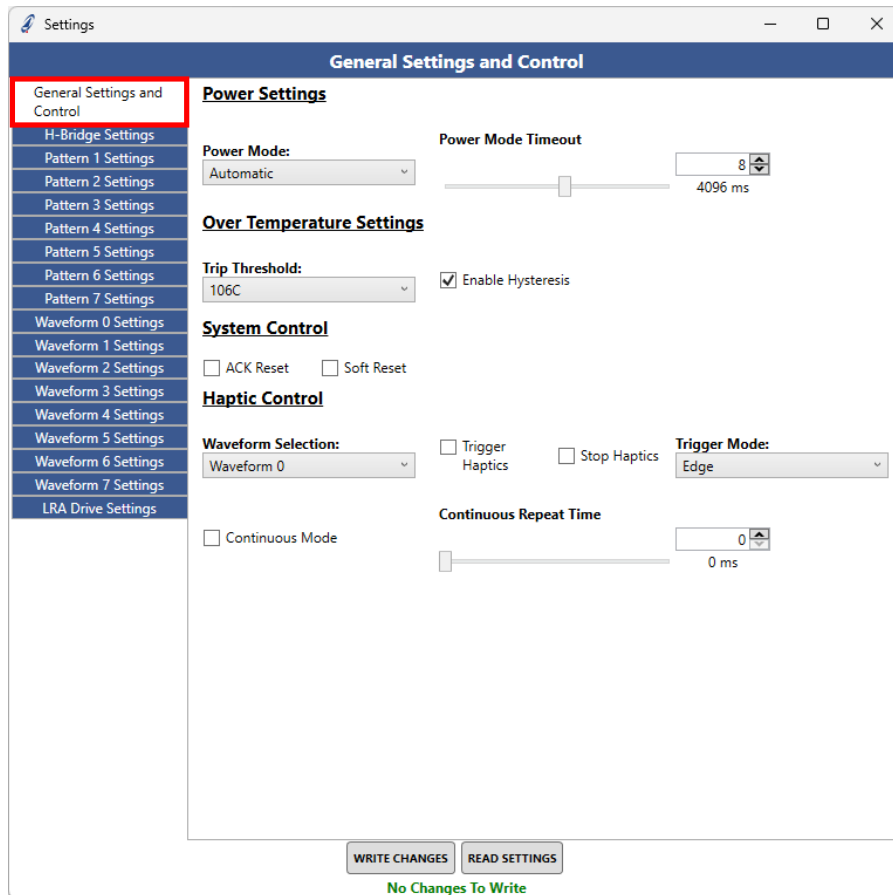 Settings
General Settings and Control
General Settings and
Control
H-Bridge Settings
Pattern 1 Settings
Pattern 2 Settings
Pattern 3 Settings
Pattern 4 Settings
Pattern 5 Settings
Pattern 6 Settings
Pattern 7 Settings
Waveform 0 Settings
Waveform 1 Settings
Waveform 2 Settings
Waveform 3 Settings
Waveform 4 Settings
Waveform 5 Settings
Waveform 6 Settings
Waveform 7 Settings
LRA Drive Settings
Power Settings
Power Mode:
Automatic
Power Mode Timeout
8
4096 ms
Over Temperature Settings
Trip Threshold:
106C
Enable Hysteresis
System Control
ACK Reset
Soft Reset
Haptic Control
Waveform Selection:
Waveform 0
Trigger
Haptics
Stop Haptics
Trigger Mode:
Edge
Continuous Mode
Continuous Repeat Time
0
0 ms
WRITE CHANGES
READ SETTINGS
No Changes To Write